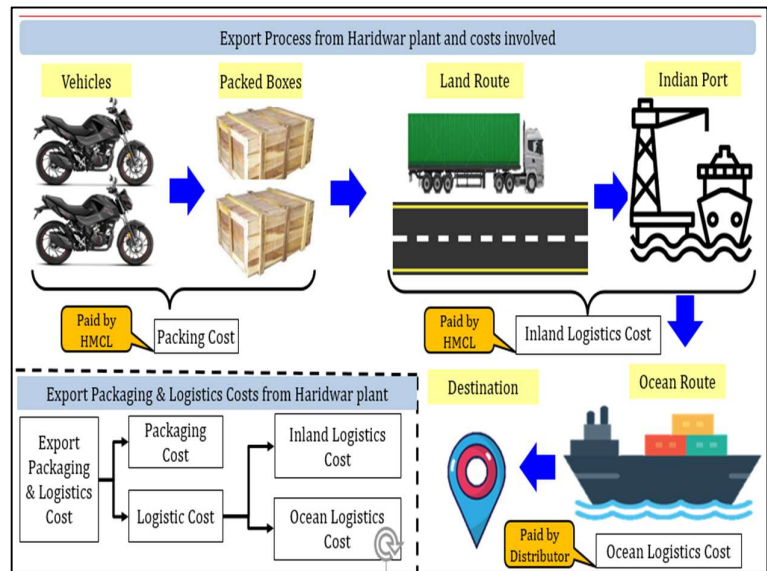 Export Process from Haridwar plant and costs involved
Vehicles
Packed Boxes
Land Route
Indian Port
Paid by
HMCL
Packing Cost
Paid by
HMCL
Inland Logistics Cost
Export Packaging & Logistics Costs from Haridwar plant
Export
Packaging
& Logistics
Cost
Packaging
Cost
Logistic Cost
Inland Logistics
Cost
Ocean Logistics
Cost
Destination
Ocean Route
Paid by
Distributor
Ocean Logistics Cost